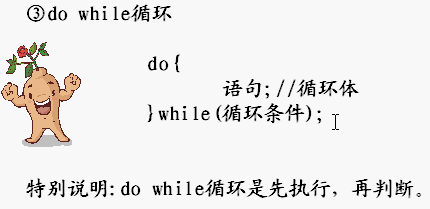 ③do while循环
do{
语句;//循环体
}while(循环条件);
特别说明:do while循环是先执行，再判断。